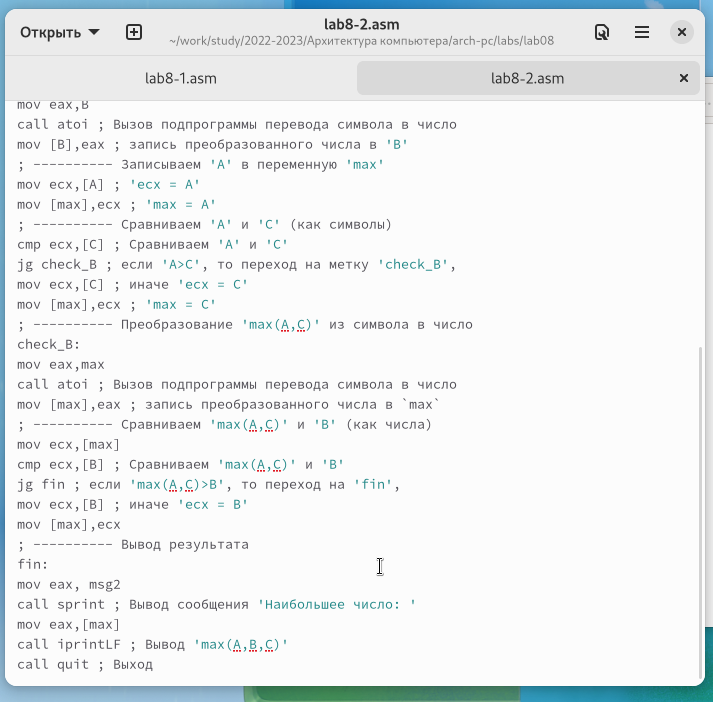 Открыть
lab8-2.asm
~/work/study/2022-2023/Архитектура компьютера/arch-pc/labs/lab08
lab8-1.asm
lab8-2.asm
mov eax,B
call atoi ; Вызов подпрограммы перевода символа в число
mov [B],eax ; запись преобразованного числа в 'B'
; ---------- Записываем 'A' в переменную 'max'
mov ecx,[A] ; 'ecx = A'
mov [max],ecx ; 'max = A'
; ---------- Сравниваем 'A' и 'С' (как символы)
cmp ecx,[C] ; Сравниваем 'A' и 'С'
jg check_B ; если 'A>C', то переход на метку 'check_B',
mov ecx,[C] ; иначе 'ecx = C'
mov [max],ecx ; 'max = C'
; ---------- Преобразование 'max(A,C)' из символа в число
check_B:
mov eax,max
call atoi ; Вызов подпрограммы перевода символа в число
mov [max],eax ; запись преобразованного числа в `max`
; ---------- Сравниваем 'max(A,C)' и 'B' (как числа)
mov ecx,[max]
cmp ecx,[B] ; Сравниваем 'max(A,C)' и 'B'
jg fin ; если 'max(A,C)>B', то переход на 'fin',
mov ecx,[B] ; иначе 'ecx = B'
mov [max],ecx
; ---------- Вывод результата
fin:
mov eax, msg2
call sprint ; Вывод сообщения 'Наибольшее число: '
mov eax,[max]
call iprintLF ; Вывод 'max(A,B,C)'
call quit ; Выход